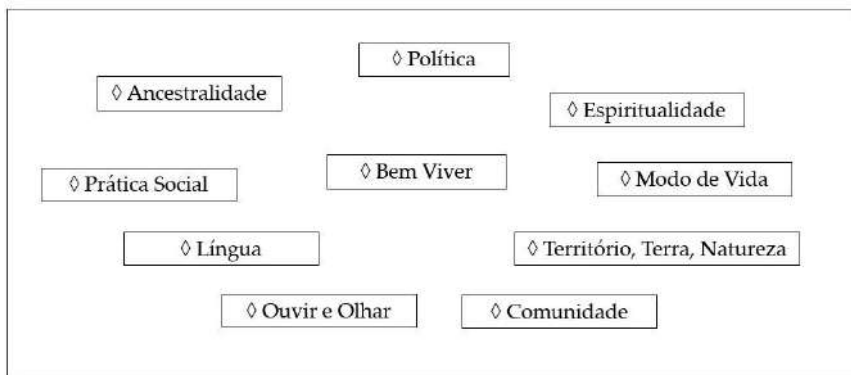 ◊ Política
◊ Ancestralidade
◊ Espiritualidade
◊ Bem Viver
◊ Prática Social
◊ Modo de Vida
◊ Língua
◊ Território, Terra, Natureza
◊ Ouvir e Olhar
◊ Comunidade